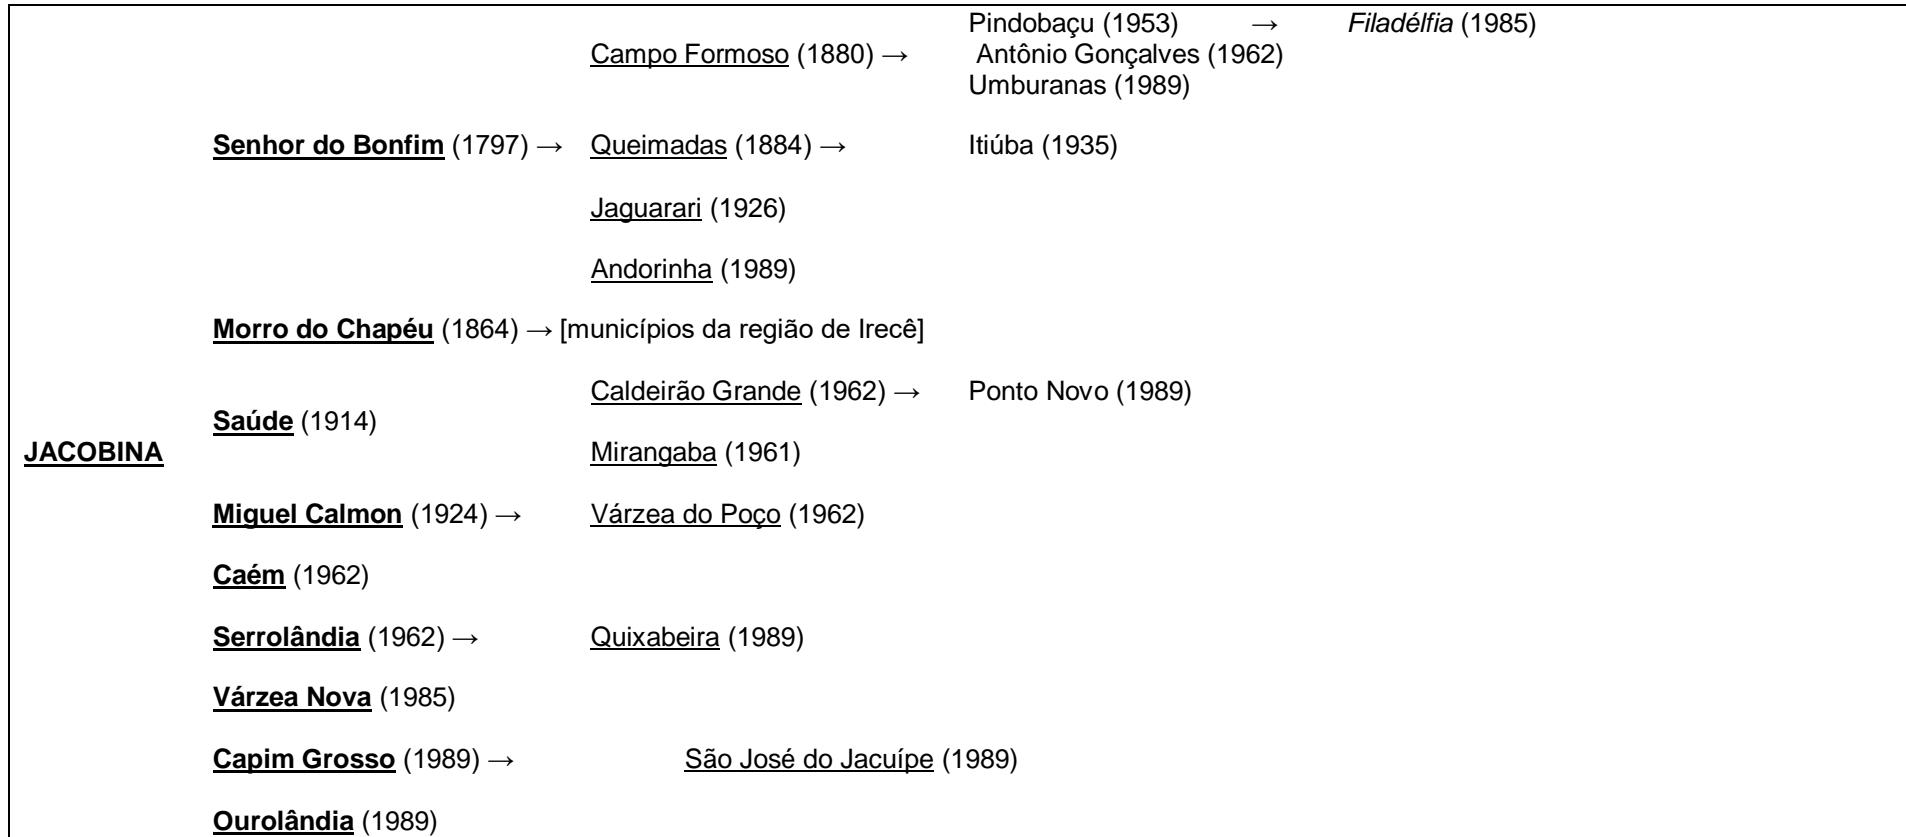 Pindobaçu (1953) → Filadélfia (1985)
Campo Formoso (1880) → Antônio Gonçalves (1962)
Umburanas (1989)
Senhor do Bonfim (1797) → Queimadas (1884) → Itiúba (1935)
Jaguarari (1926)
Andorinha (1989)
Morro do Chapéu (1864) → [municípios da região de Irecê]
Caldeirão Grande (1962) → Ponto Novo (1989)
Saúde (1914)
JACOBINA Mirangaba (1961)
Miguel Calmon (1924) → Várzea do Poço (1962)
Caém (1962)
Serrolândia (1962) → Quixabeira (1989)
Várzea Nova (1985)
Capim Grosso (1989) → São José do Jacuípe (1989)
Ourolândia (1989)